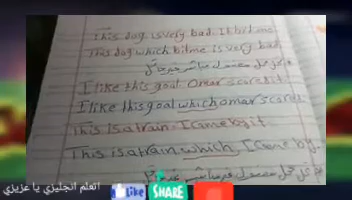 This dog is very bad. It bit me
This dog which bit me is very bad
I like this goal. Omar scored it.
I like this goal which omar scored
This is a train. I came by it.
This is a train which I came by.
اتعلم انجليزي يا عزيزي
Like
SHARE